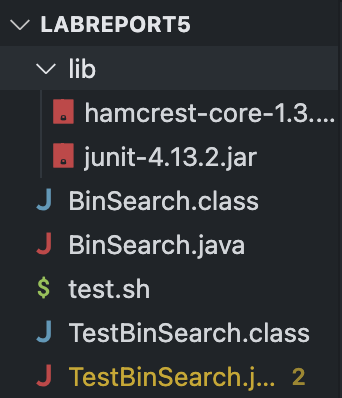 LABREPORT5
lib
hamcrest-core-1.3....
junit-4.13.2.jar
J BinSearch.class
J BinSearch.java
$ test.sh
J TestBinSearch.class
J TestBinSearch.j... 2